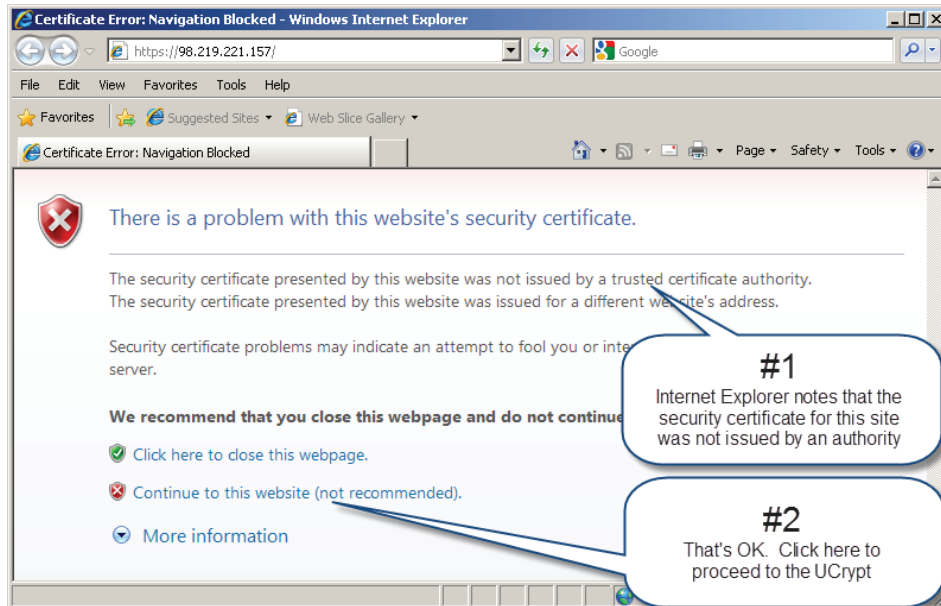 Certificate Error: Navigation Blocked - Windows Internet Explorer
https://98.219.221.157/
Google
File Edit View Favorites Tools Help
Favorites Suggested Sites Web Slice Gallery
Certificate Error: Navigation Blocked
Page Safety Tools
There is a problem with this website's security certificate.
The security certificate presented by this website was not issued by a trusted certificate authority.
The security certificate presented by this website was issued for a different website's address.
Security certificate problems may indicate an attempt to fool you or
server.
We recommend that you close this webpage and do not continue
Click here to close this webpage.
Continue to this website (not recommended).
More information
#1
Internet Explorer notes that the
security certificate for this site
was not issued by an authority
#2
That's OK. Click here to
proceed to the UCrypt